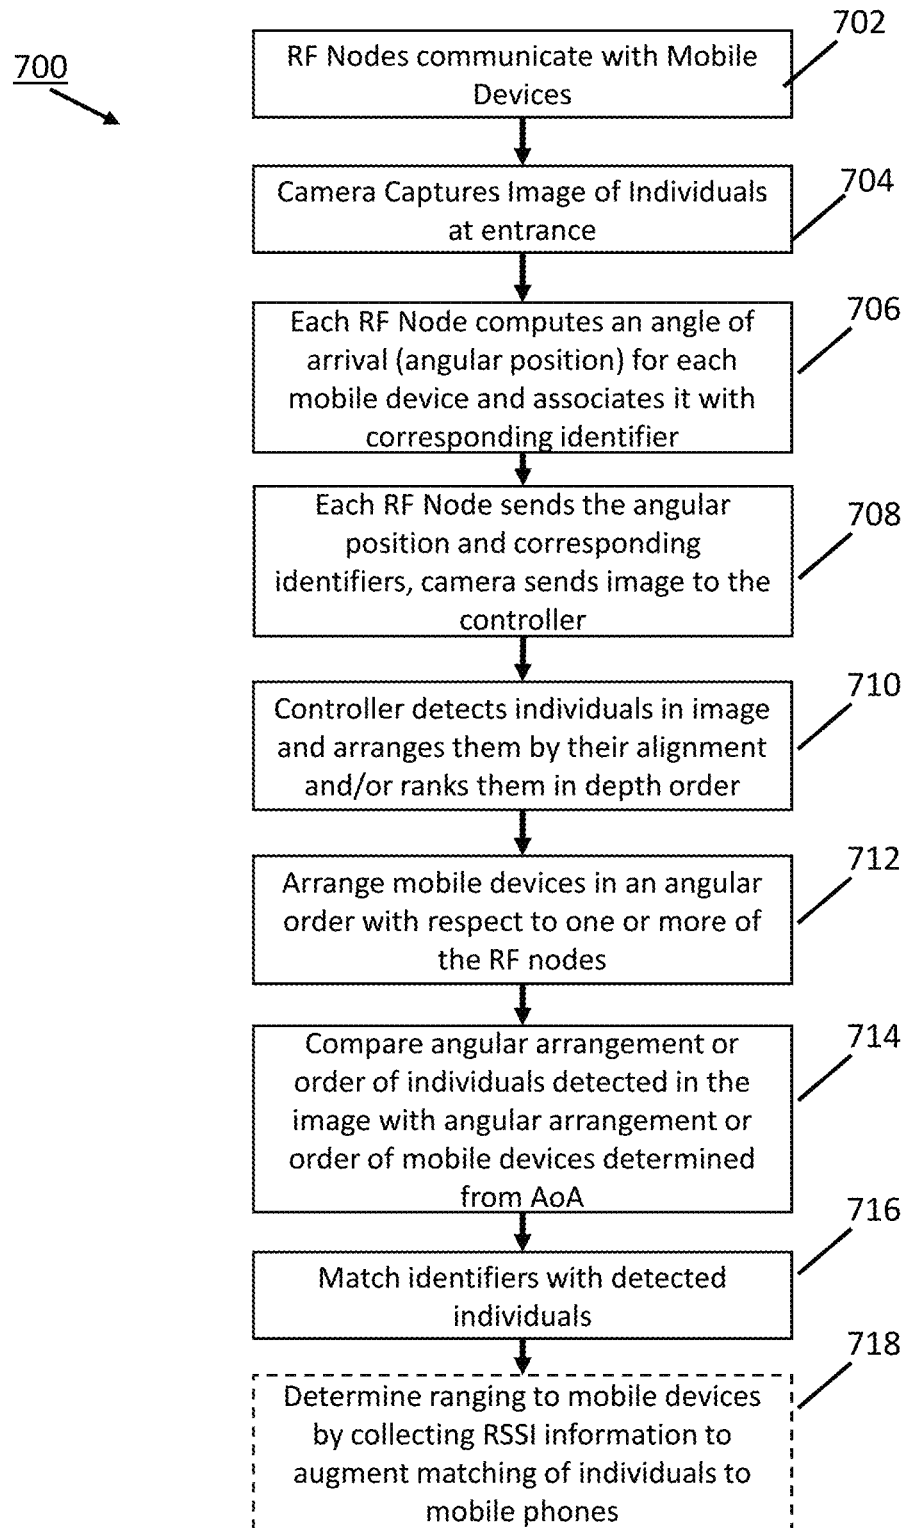 700
702
RF Nodes communicate with Mobile
Devices
704
Camera Captures Image of Individuals
at entrance
706
Each RF Node computes an angle of
arrival (angular position) for each
mobile device and associates it with
corresponding identifier
708
Each RF Node sends the angular
position and corresponding
identifiers, camera sends image to the
controller
710
Controller detects individuals in image
and arranges them by their alignment
and/or ranks them in depth order
712
Arrange mobile devices in an angular
order with respect to one or more of
the RF nodes
714
Compare angular arrangement or
order of individuals detected in the
image with angular arrangement or
order of mobile devices determined
from AoA
716
Match identifiers with detected
individuals
718
Determine ranging to mobile devices
by collecting RSSI information to
augment matching of individuals to
mobile phones